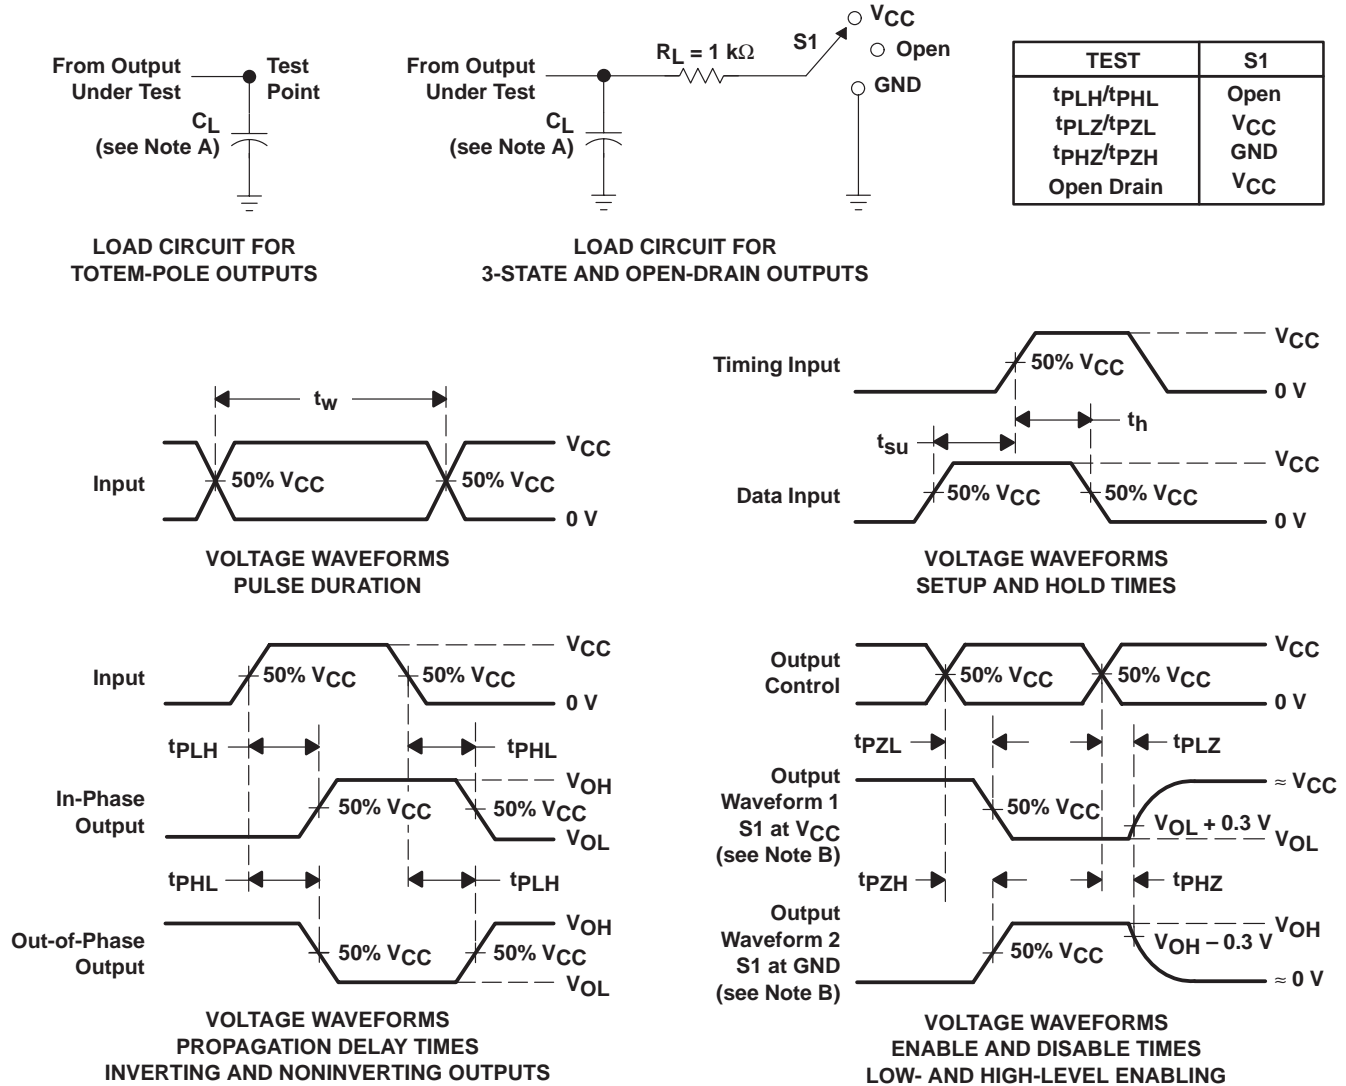 From Output
Under Test
Test
Point
CL
(see Note A)
LOAD CIRCUIT FOR
TOTEM-POLE OUTPUTS
From Output
Under Test
RL = 1 kΩ
S1
VCC
Open
GND
CL
(see Note A)
LOAD CIRCUIT FOR
3-STATE AND OPEN-DRAIN OUTPUTS
TEST S1
tPLH/tPHL Open
tPLZ/tPZL VCC
tPHZ/tPZH GND
Open Drain VCC
tw
Input
50% VCC
50% VCC
VCC
0 V
VOLTAGE WAVEFORMS
PULSE DURATION
Timing Input
50% VCC
VCC
0 V
th
tsu
Data Input
50% VCC
50% VCC
VCC
0 V
VOLTAGE WAVEFORMS
SETUP AND HOLD TIMES
Input
50% VCC
50% VCC
VCC
0 V
tPLH
tPHL
In-Phase
Output
50% VCC
50% VCC
VOH
VOL
tPHL
tPLH
Out-of-Phase
Output
50% VCC
50% VCC
VOH
VOL
VOLTAGE WAVEFORMS
PROPAGATION DELAY TIMES
INVERTING AND NONINVERTING OUTPUTS
Output
Control
50% VCC
50% VCC
VCC
0 V
tPZL
tPLZ
Output
Waveform 1
S1 at VCC
(see Note B)
50% VCC
≈ VCC
VOL + 0.3 V
VOL
tPZH
tPHZ
Output
Waveform 2
S1 at GND
(see Note B)
50% VCC
VOH
VOH – 0.3 V
≈ 0 V
VOLTAGE WAVEFORMS
ENABLE AND DISABLE TIMES
LOW- AND HIGH-LEVEL ENABLING